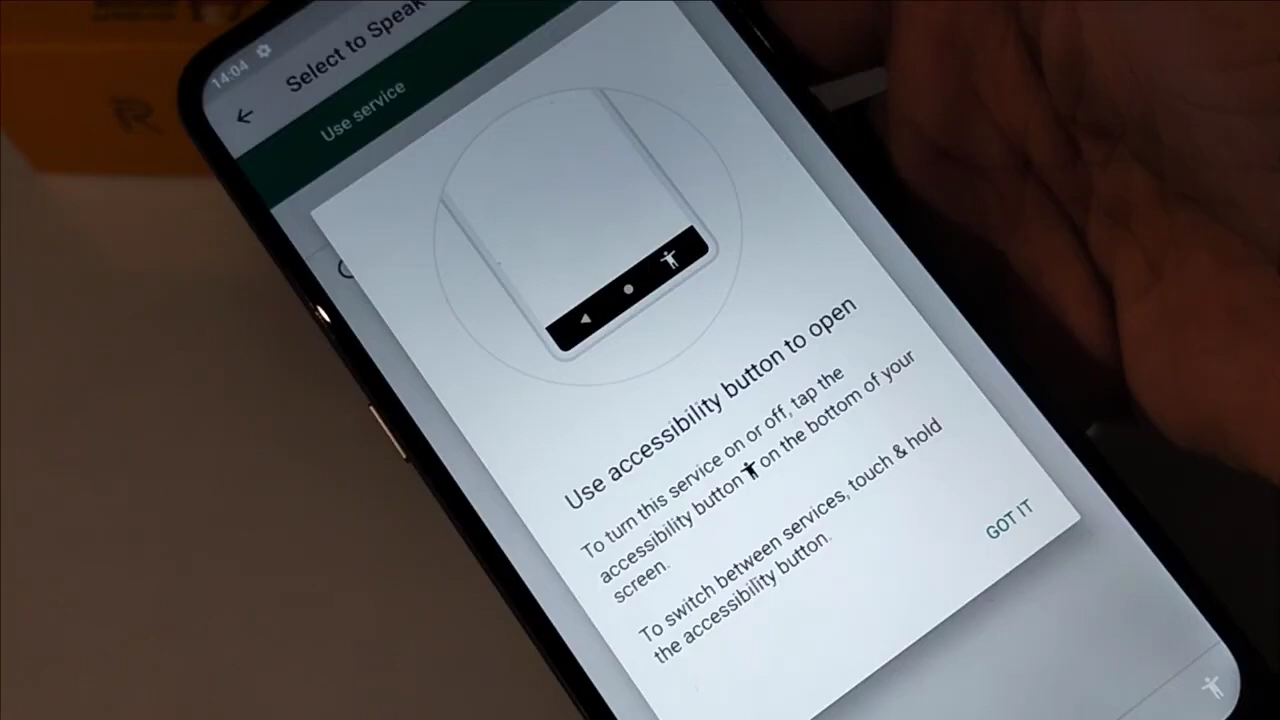 14:04
Select to Speak
Use service
Use accessibility button to open
To turn this service on or off, tap the
accessibility button on the bottom of your
screen.
To switch between services, touch & hold
the accessibility button.
GOT IT
R